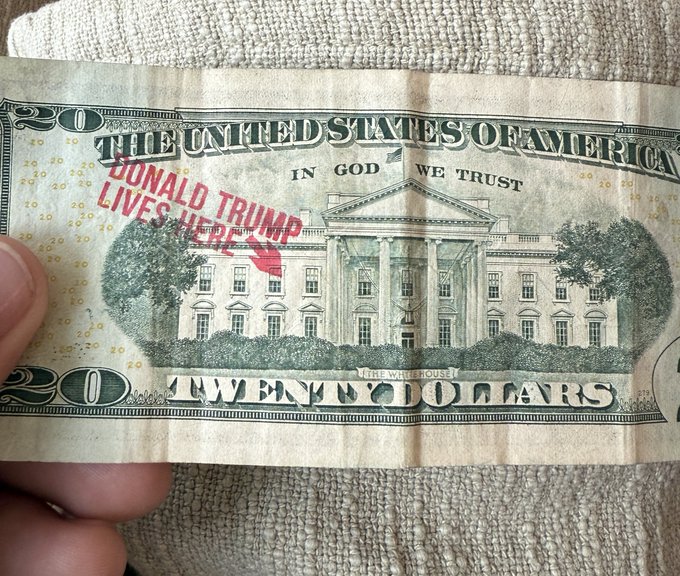 20
THE UNITED STATES OF AMERICA
IN GOD WE TRUST
DONALD TRUMP
LIVES HERE
THE WHITE HOUSE
20
TWENTY DOLLARS